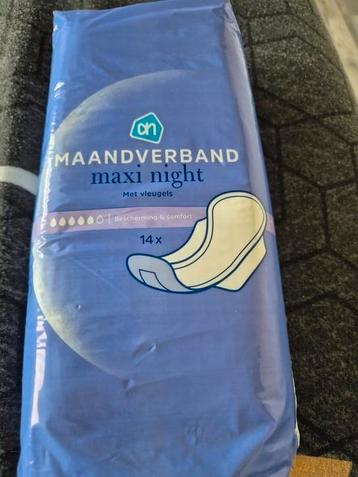 ah
MAANDVERBAND
maxi night
Met vleugels
Bescherming & comfort
14x